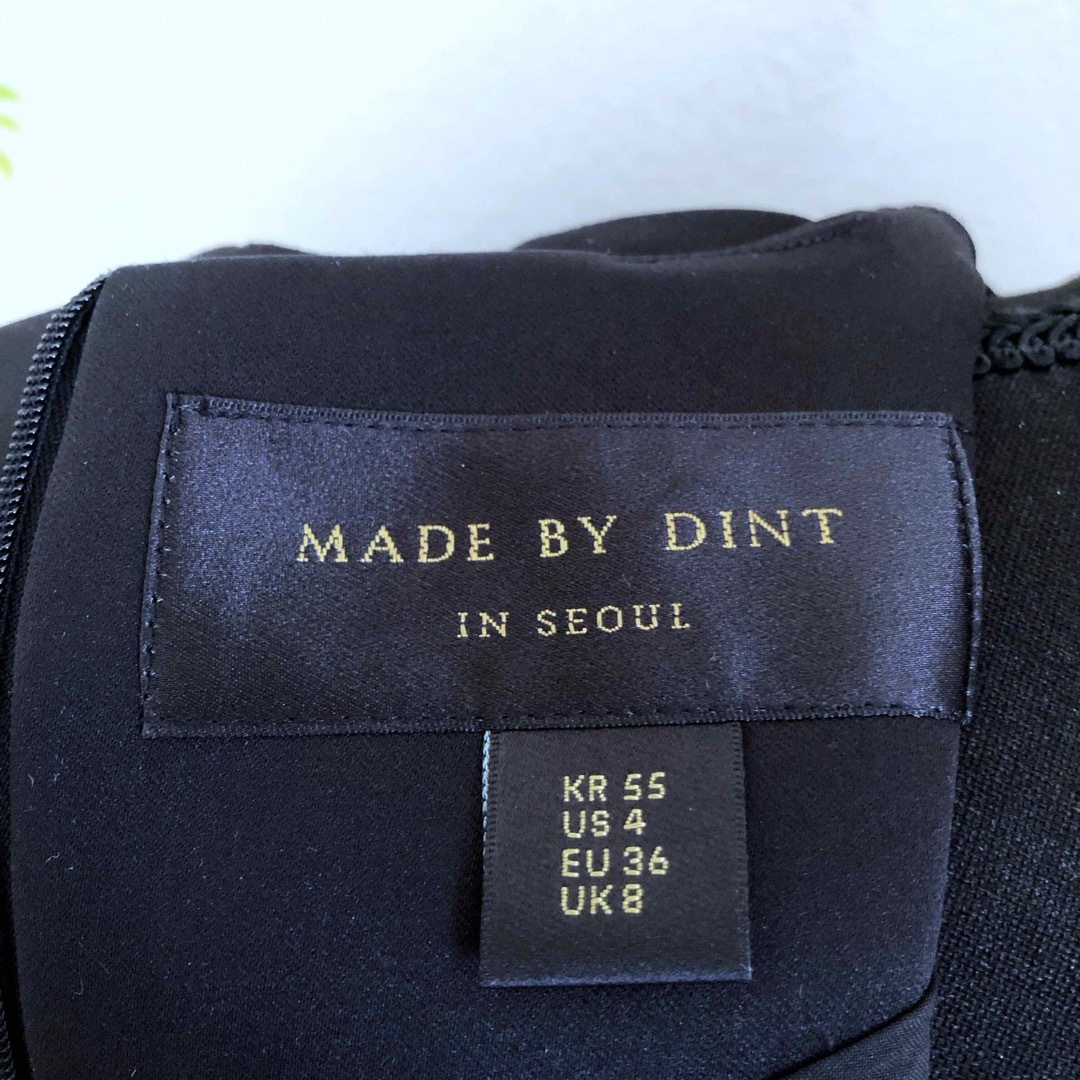 MADE BY DINT
IN SEOUL
KR 55
US 4
EU 36
UK 8